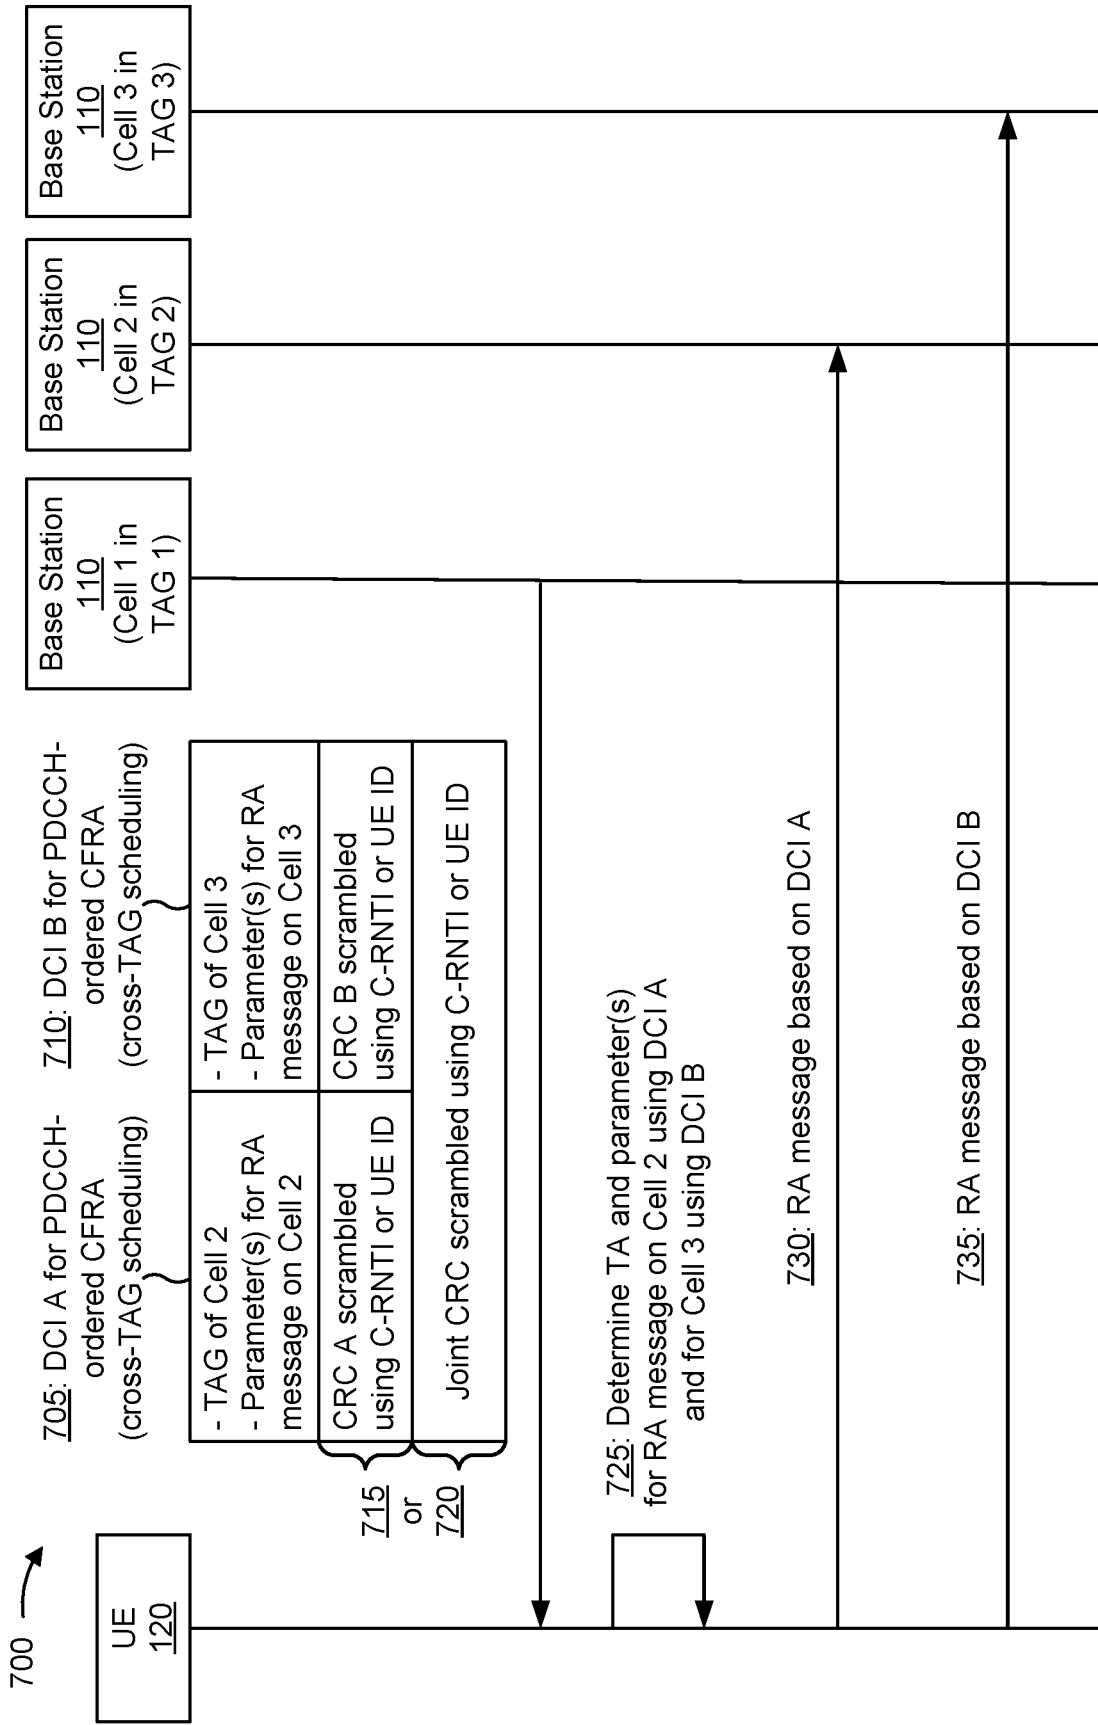 700
UE
120
705: DCI A for PDCCH-
ordered CFRA
(cross-TAG scheduling)
710: DCI B for PDCCH-
ordered CFRA
(cross-TAG scheduling)
Base Station
110
(Cell 1 in
TAG 1)
Base Station
110
(Cell 2 in
TAG 2)
Base Station
110
(Cell 3 in
TAG 3)
- TAG of Cell 2
- Parameter(s) for RA
message on Cell 2
- TAG of Cell 3
- Parameter(s) for RA
message on Cell 3
715
or
720
CRC A scrambled
using C-RNTI or UE ID
CRC B scrambled
using C-RNTI or UE ID
Joint CRC scrambled using C-RNTI or UE ID
725: Determine TA and parameter(s)
for RA message on Cell 2 using DCI A
and for Cell 3 using DCI B
730: RA message based on DCI A
735: RA message based on DCI B